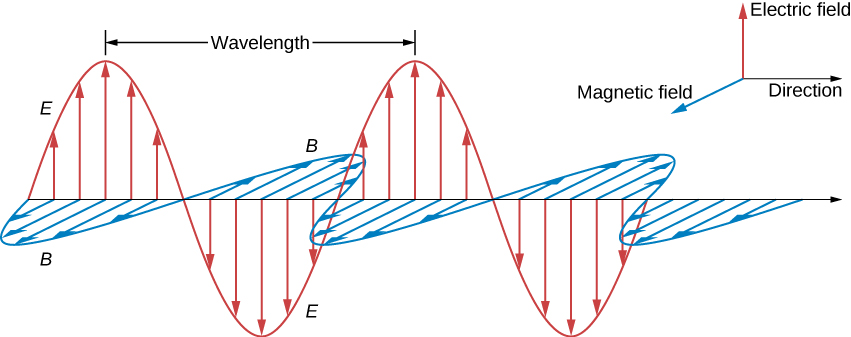 Electric field
Wavelength
Magnetic field
Direction
E
B
B
E